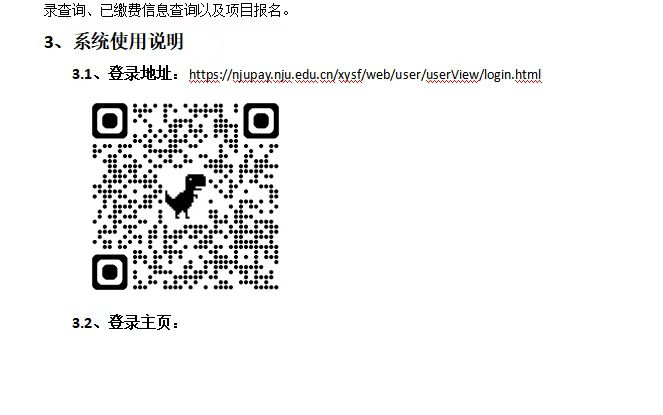 录查询、已缴费信息查询以及项目报名。
3、系统使用说明
3.1、登录地址：https://njupay.nju.edu.cn/xysf/web/user/userView/login.html
3.2、登录主页：